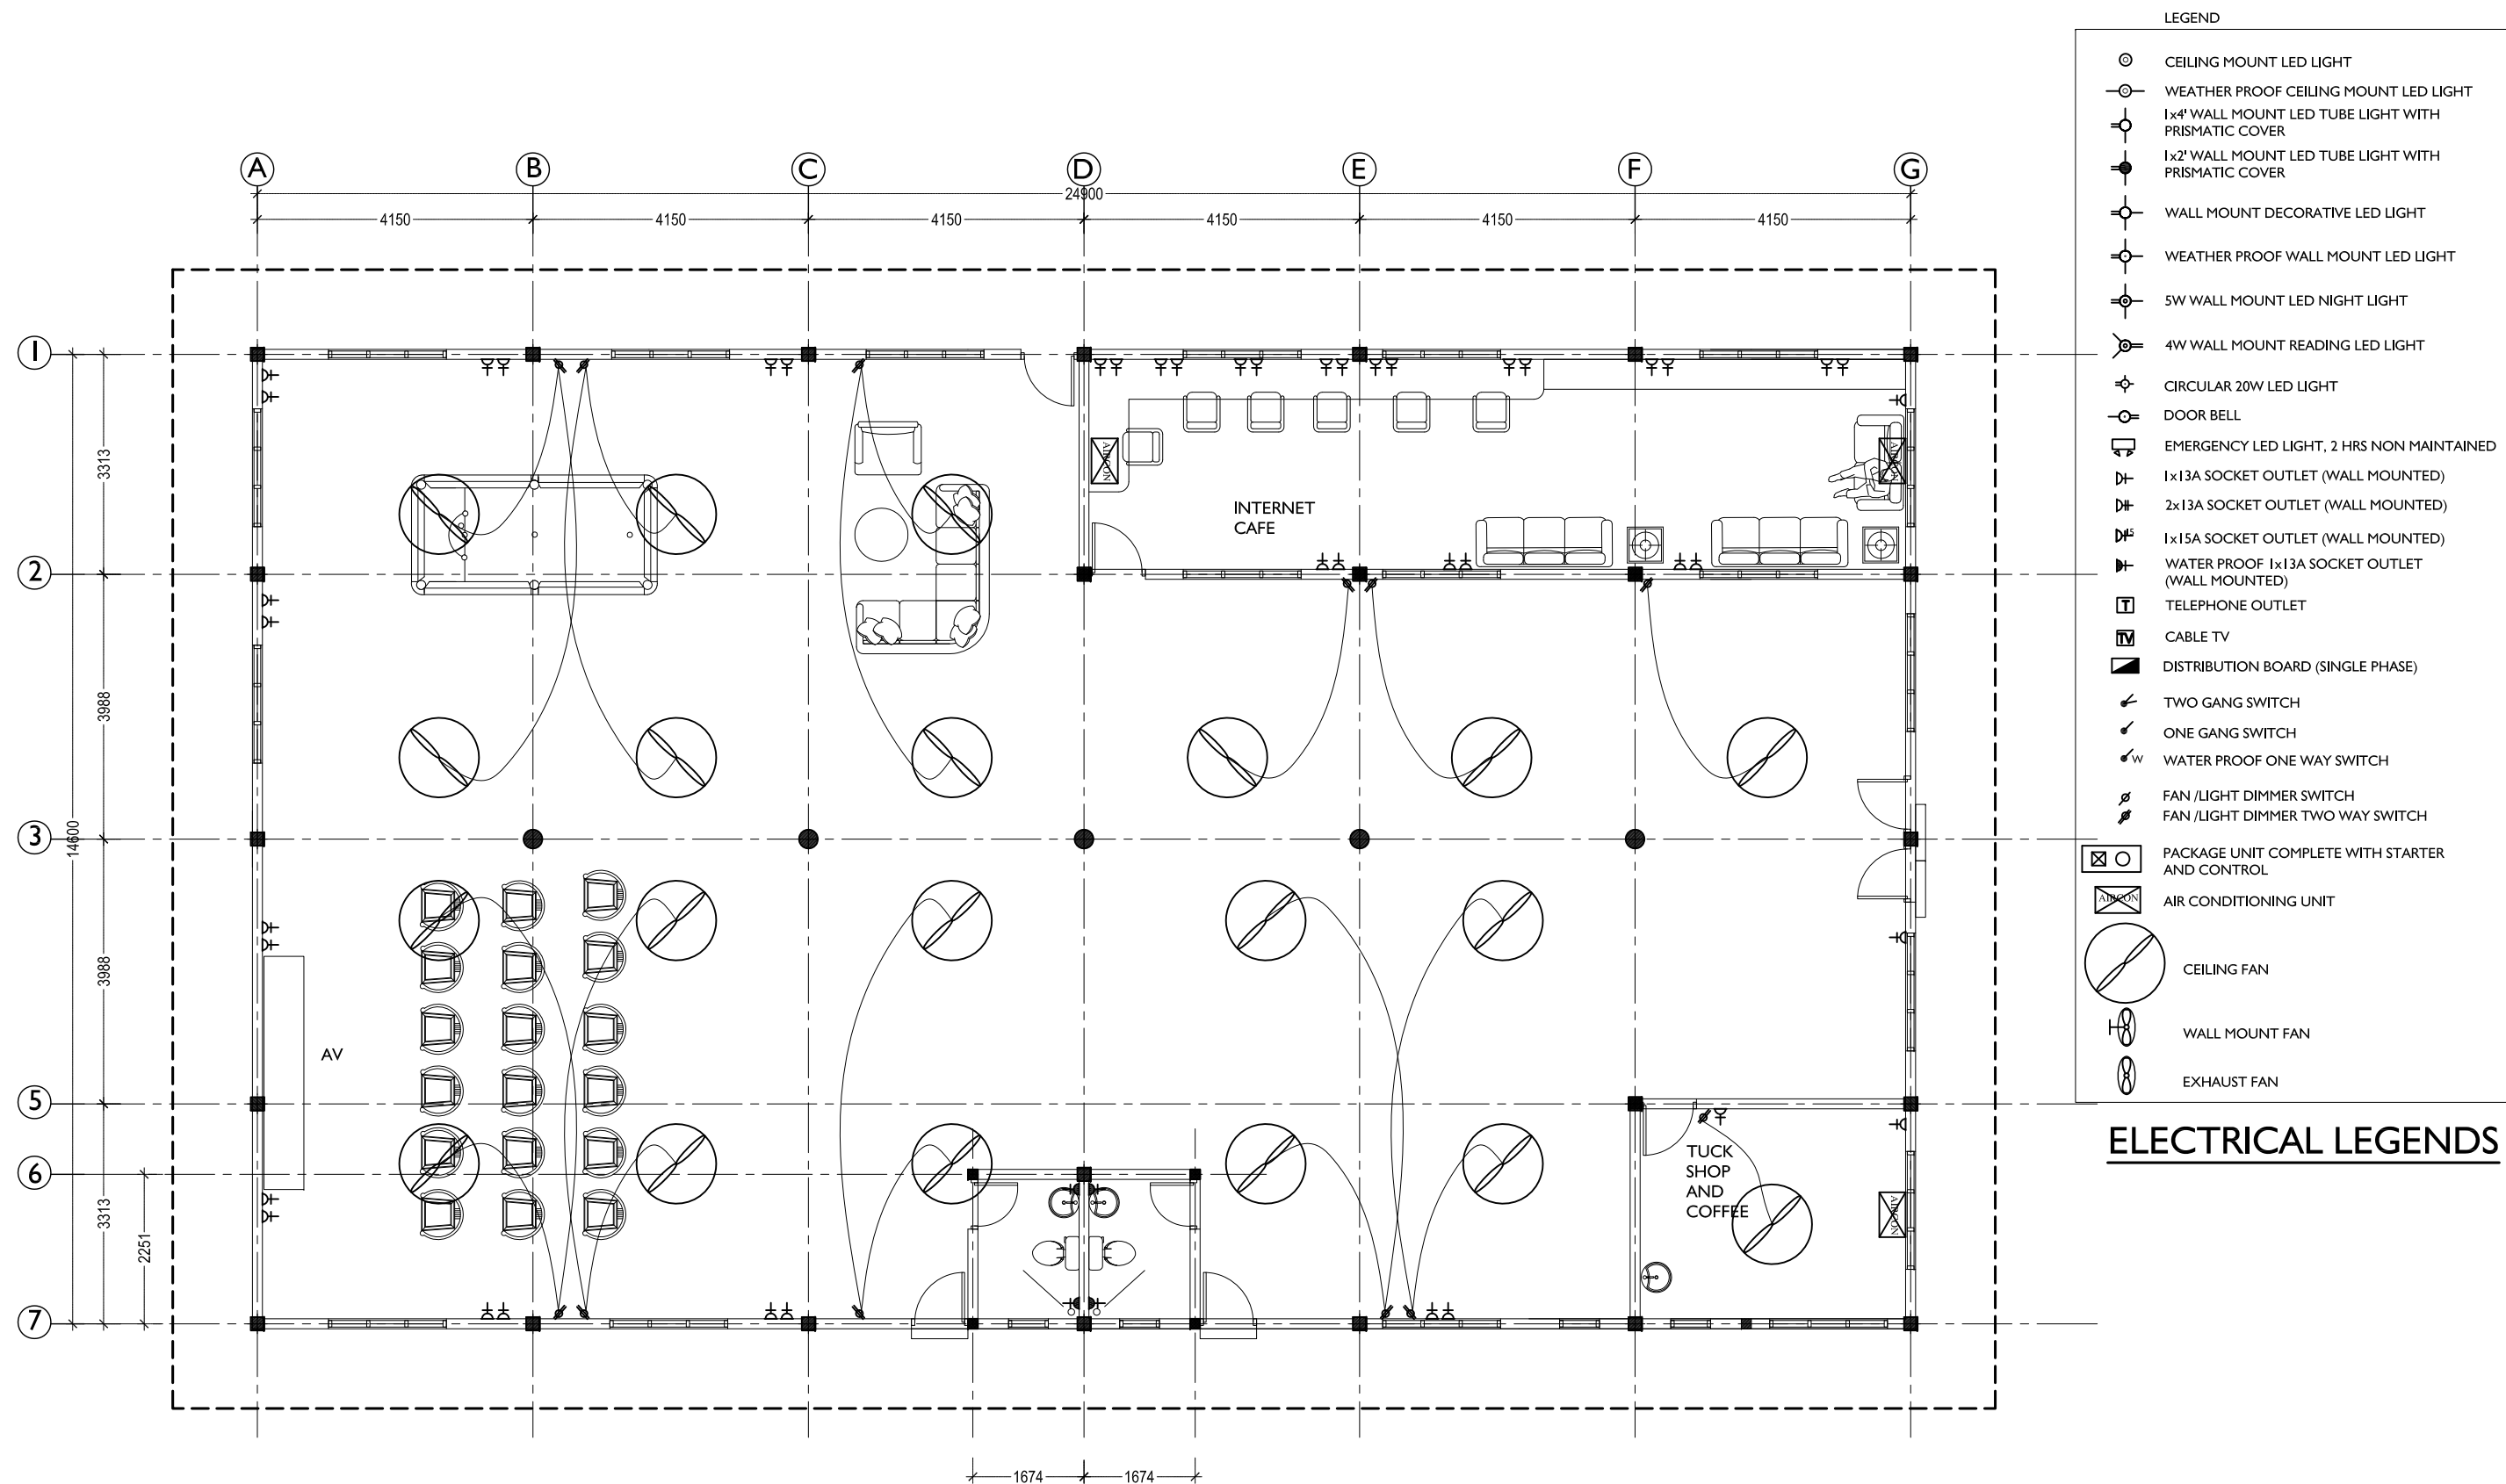 LEGEND
CEILING MOUNT LED LIGHT
WEATHER PROOF CEILING MOUNT LED LIGHT
1x4' WALL MOUNT LED TUBE LIGHT WITH
PRISMATIC COVER
1x2' WALL MOUNT LED TUBE LIGHT WITH
PRISMATIC COVER
WALL MOUNT DECORATIVE LED LIGHT
WEATHER PROOF WALL MOUNT LED LIGHT
5W WALL MOUNT LED NIGHT LIGHT
4W WALL MOUNT READING LED LIGHT
CIRCULAR 20W LED LIGHT
DOOR BELL
EMERGENCY LED LIGHT, 2 HRS NON MAINTAINED
1x13A SOCKET OUTLET (WALL MOUNTED)
2x13A SOCKET OUTLET (WALL MOUNTED)
15 1x15A SOCKET OUTLET (WALL MOUNTED)
WATER PROOF 1x13A SOCKET OUTLET
(WALL MOUNTED)
T TELEPHONE OUTLET
TV CABLE TV
DISTRIBUTION BOARD (SINGLE PHASE)
TWO GANG SWITCH
ONE GANG SWITCH
W WATER PROOF ONE WAY SWITCH
FAN /LIGHT DIMMER SWITCH
FAN /LIGHT DIMMER TWO WAY SWITCH
PACKAGE UNIT COMPLETE WITH STARTER
AND CONTROL
AIRCON AIR CONDITIONING UNIT
CEILING FAN
WALL MOUNT FAN
EXHAUST FAN
ELECTRICAL LEGENDS
A B C D E F G
24900
4150 4150 4150 4150 4150 4150
1
2
3
5
6
7
14600
3313
3988
3988
3313
2251
AIRCON
AIRCON
INTERNET
CAFE
AV
TUCK
SHOP
AND
COFFEE
AIRCON
1674 1674